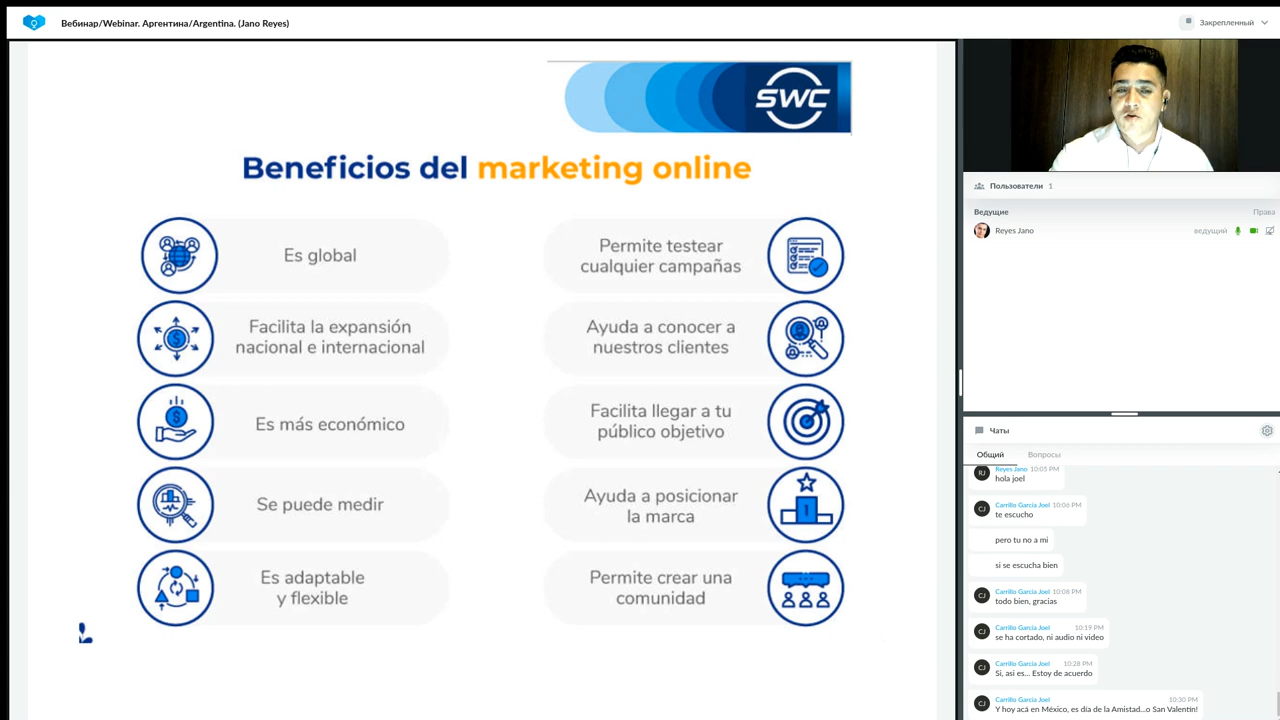 Вебинар/Webinar. Аргентина/Argentina. (Jano Reyes)
Закрепленный
SWC
Beneficios del marketing online
Es global
Facilita la expansión
nacional e internacional
Es más económico
Se puede medir
Es adaptable
y flexible
Permite testear
cualquier campañas
Ayuda a conocer a
nuestros clientes
Facilita llegar a tu
público objetivo
Ayuda a posicionar
la marca
1
Permite crear una
comunidad
Пользователи 1
Ведущие Права
Reyes Jano ведущий
Чаты
Общий Вопросы
RJ Reyes Jano 10:05 PM
hola joel
CJ Carrillo Garcia Joel 10:06 PM
te escucho
pero tu no a mi
si se escucha bien
CJ Carrillo Garcia Joel 10:08 PM
todo bien, gracias
CJ Carrillo Garcia Joel 10:19 PM
se ha cortado, ni audio ni video
CJ Carrillo Garcia Joel 10:28 PM
Si, asi es... Estoy de acuerdo
CJ Carrillo Garcia Joel 10:30 PM
Y hoy acá en México, es día de la Amistad...o San Valentín!